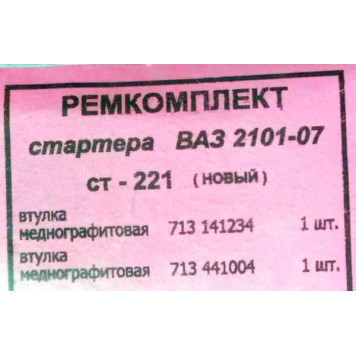 РЕМКОМПЛЕКТ
стартера ВАЗ 2101-07
ст - 221 (новый)
втулка
меднографитовая 713 141234 1 шт.
втулка
меднографитовая 713 441004 1 шт.